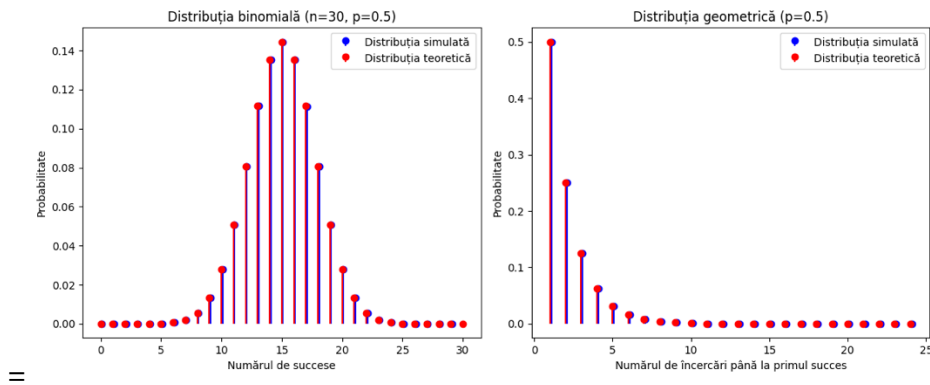 Distribuția binomială (n=30, p=0.5)
Distribuția simulată
Distribuția teoretică
0.14
0.12
0.10
0.08
0.06
0.04
0.02
0.00
Probabilitate
0 5 10 15 20 25 30
Numărul de succese
Distribuția geometrică (p=0.5)
Distribuția simulată
Distribuția teoretică
0.5
0.4
0.3
0.2
0.1
0.0
Probabilitate
0 5 10 15 20 25
Numărul de încercări până la primul succes
=